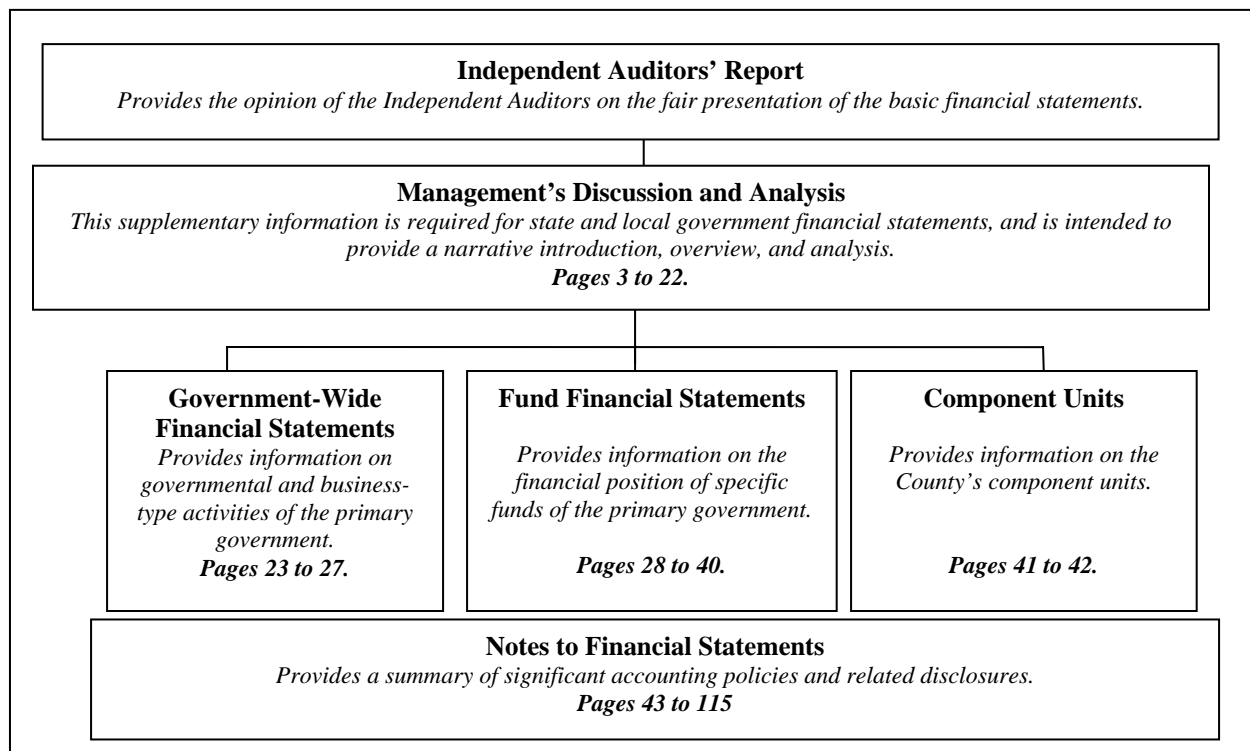 Independent Auditors’ Report
Provides the opinion of the Independent Auditors on the fair presentation of the basic financial statements.
Management’s Discussion and Analysis
This supplementary information is required for state and local government financial statements, and is intended to
provide a narrative introduction, overview, and analysis.
Pages 3 to 22.
Government-Wide
Financial Statements
Provides information on
governmental and business-
type activities of the primary
government.
Pages 23 to 27.
Fund Financial Statements
Provides information on the
financial position of specific
funds of the primary government.
Pages 28 to 40.
Component Units
Provides information on the
County’s component units.
Pages 41 to 42.
Notes to Financial Statements
Provides a summary of significant accounting policies and related disclosures.
Pages 43 to 115